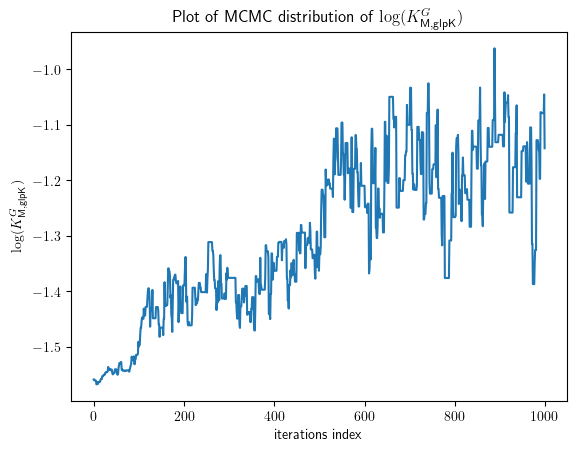 Plot of MCMC distribution of log(K^G_M,glpK)
log(K^G_M,glpK)
−1.0
−1.1
−1.2
−1.3
−1.4
−1.5
0 200 400 600 800 1000
iterations index